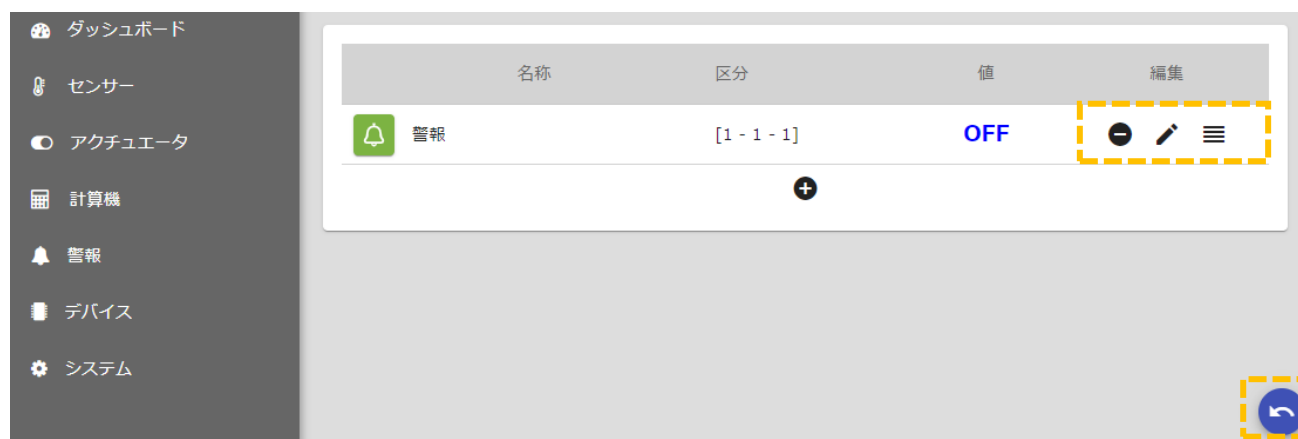 ダッシュボード
センサー
アクチュエータ
計算機
警報
デバイス
システム
名称 区分 値 編集
警報 [1 - 1 - 1] OFF